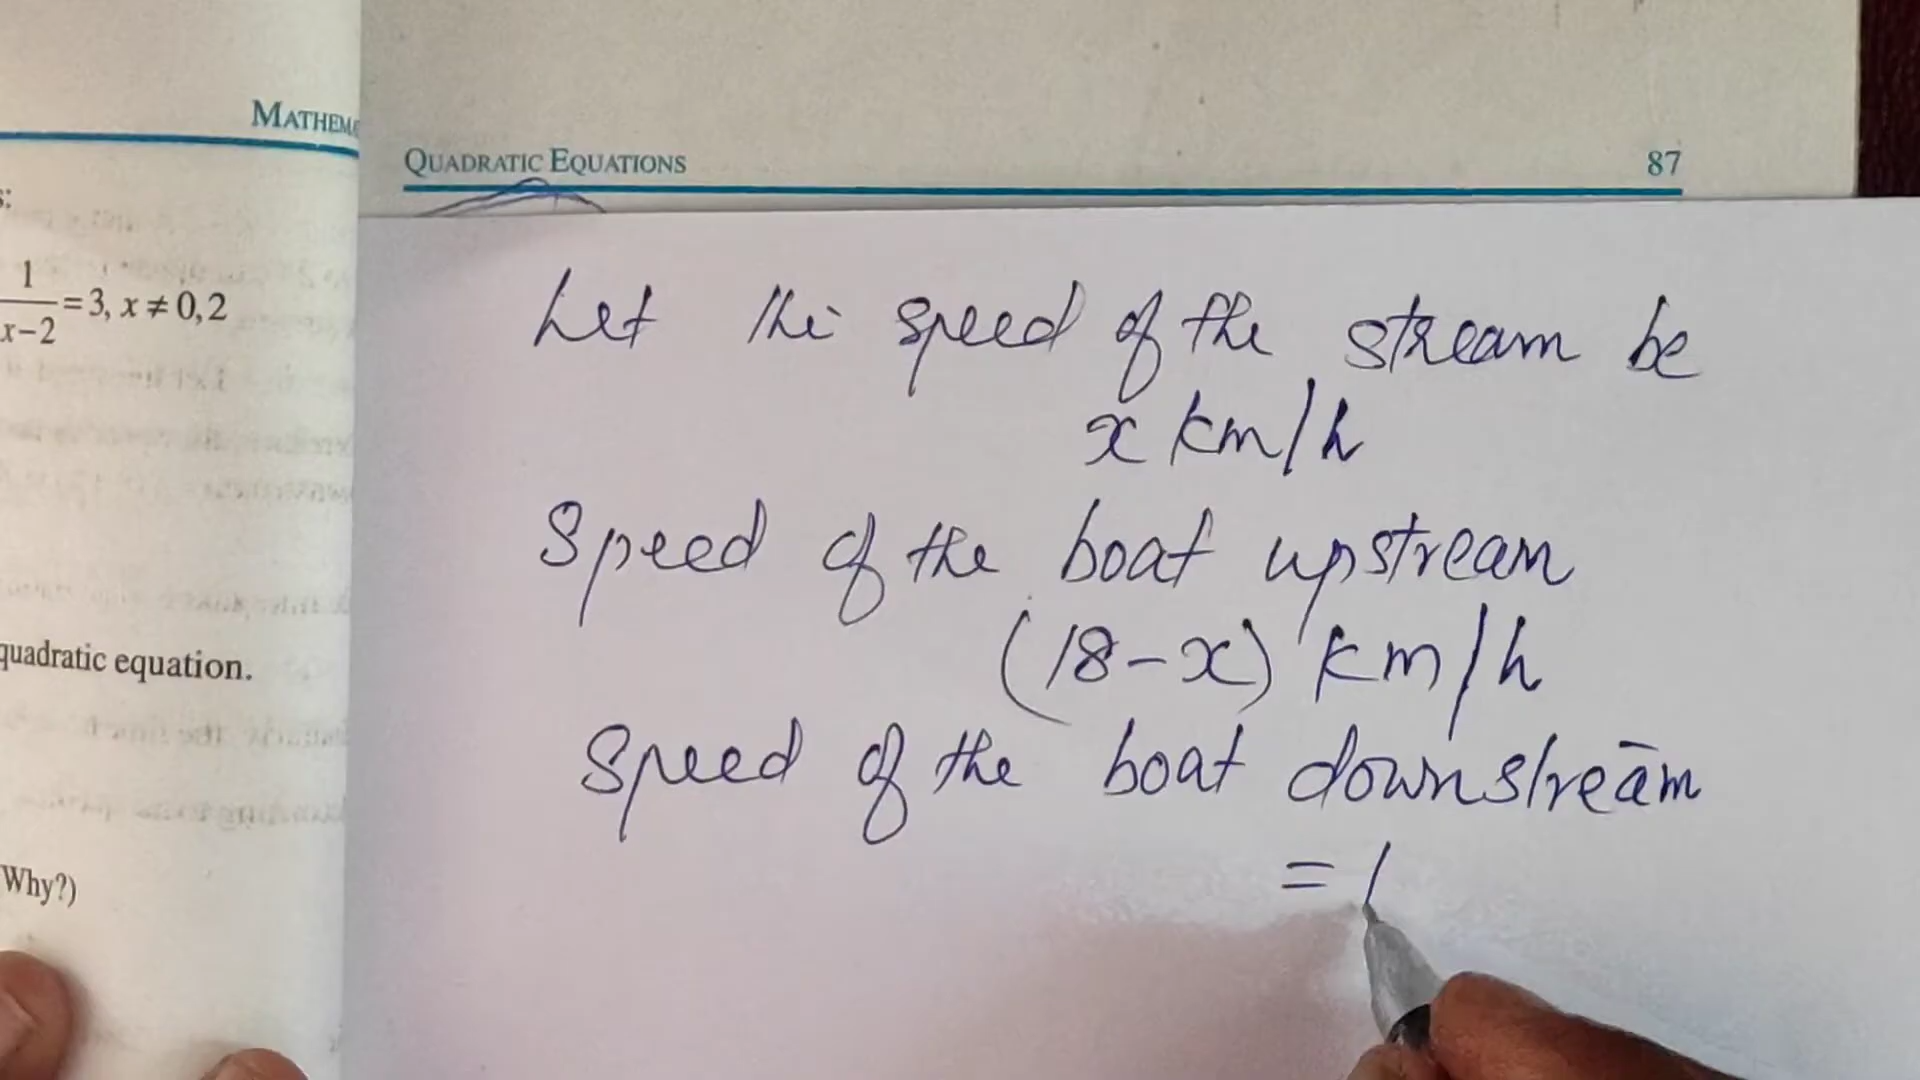 MATHEMA
QUADRATIC EQUATIONS 87
s:
1
x−2
=3, x ≠ 0, 2
quadratic equation.
Why?)
Let the speed of the stream be
x km/h
Speed of the boat upstream
(18-x) km/h
Speed of the boat downstream
=